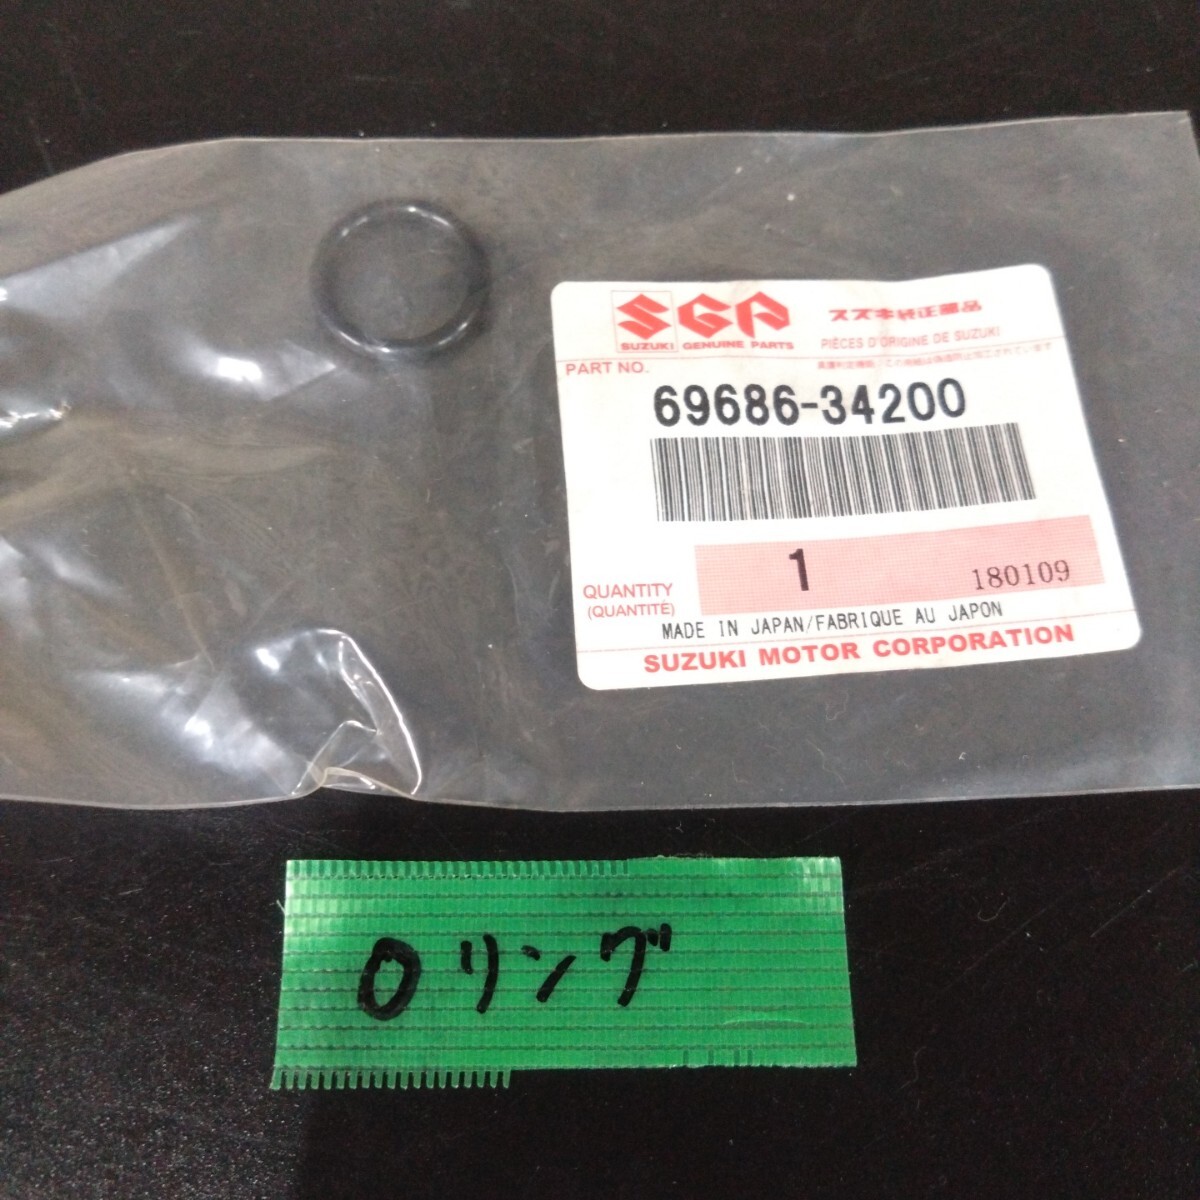 SGP スズキ純正部品
SUZUKI GENUINE PARTS PIÈCES D'ORIGINE DE SUZUKI
PART NO.
69686-34200
QUANTITY 1 180109
(QUANTITÉ)
MADE IN JAPAN/FABRIQUE AU JAPON
SUZUKI MOTOR CORPORATION
Oリング